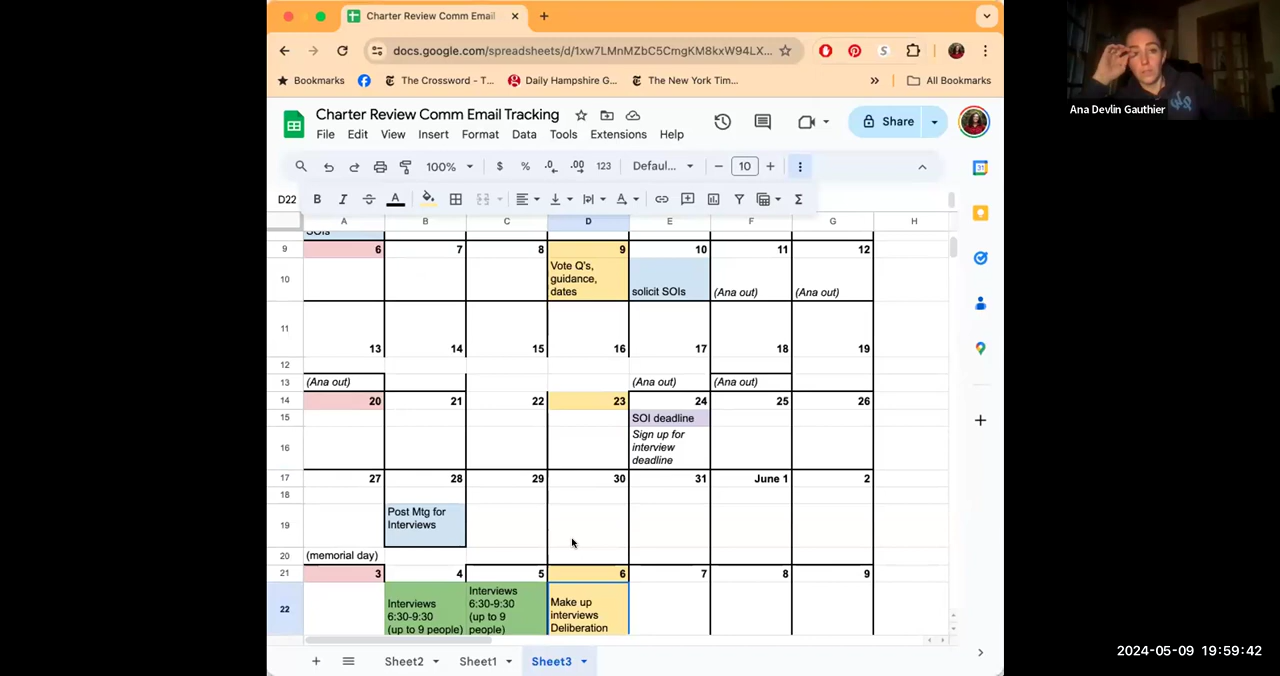 Charter Review Comm Email
docs.google.com/spreadsheets/d/1xw7LMnMZbC5CmgKM8kxW94LX...
Bookmarks
The Crossword - T...
Daily Hampshire G...
The New York Tim...
»
All Bookmarks
Charter Review Comm Email Tracking
File Edit View Insert Format Data Tools Extensions Help
Share
100% $ % .0 .00 123 Defaul... 10
D22
A B C D E F G H
SOIs
9 6 7 8 9 10 11 12
10
Vote Q's,
guidance,
dates
solicit SOIs
(Ana out)
(Ana out)
11 13 14 15 16 17 18 19
12
13 (Ana out) (Ana out) (Ana out)
14 20 21 22 23 24 25 26
15 SOI deadline
16
Sign up for
interview
deadline
17 27 28 29 30 31 June 1 2
18
19
Post Mtg for
Interviews
20 (memorial day)
21 3 4 5 6 7 8 9
22
Interviews
6:30-9:30
(up to 9 people)
Interviews
6:30-9:30
(up to 9
people)
Make up
interviews
Deliberation
Sheet2 Sheet1 Sheet3
Ana Devlin Gauthier
2024-05-09 19:59:42